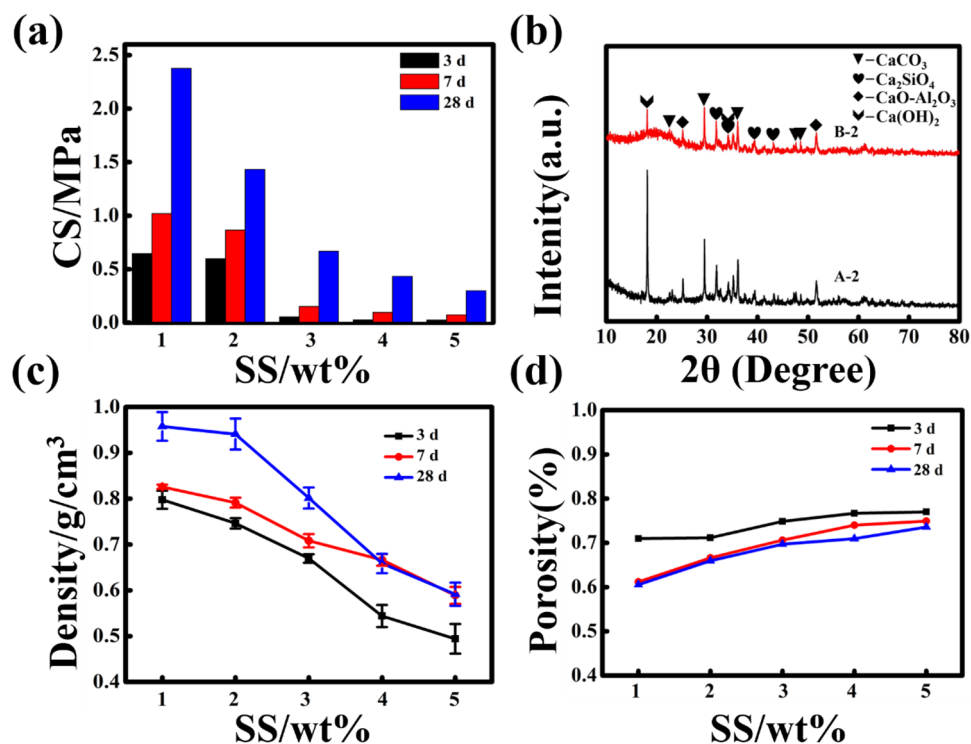 (a)
CS/MPa
2.5
2.0
1.5
1.0
0.5
0.0
3 d
7 d
28 d
1 2 3 4 5
SS/wt%
(b)
Intenity(a.u.)
CaCO₃
Ca₂SiO₄
CaO-Al₂O₃
Ca(OH)₂
B-2
A-2
10 20 30 40 50 60 70 80
2θ (Degree)
(c)
Density/g/cm³
1.0
0.9
0.8
0.7
0.6
0.5
0.4
3 d
7 d
28 d
1 2 3 4 5
SS/wt%
(d)
Porosity(%)
1.0
0.9
0.8
0.7
0.6
0.5
0.4
3 d
7 d
28 d
1 2 3 4 5
SS/wt%